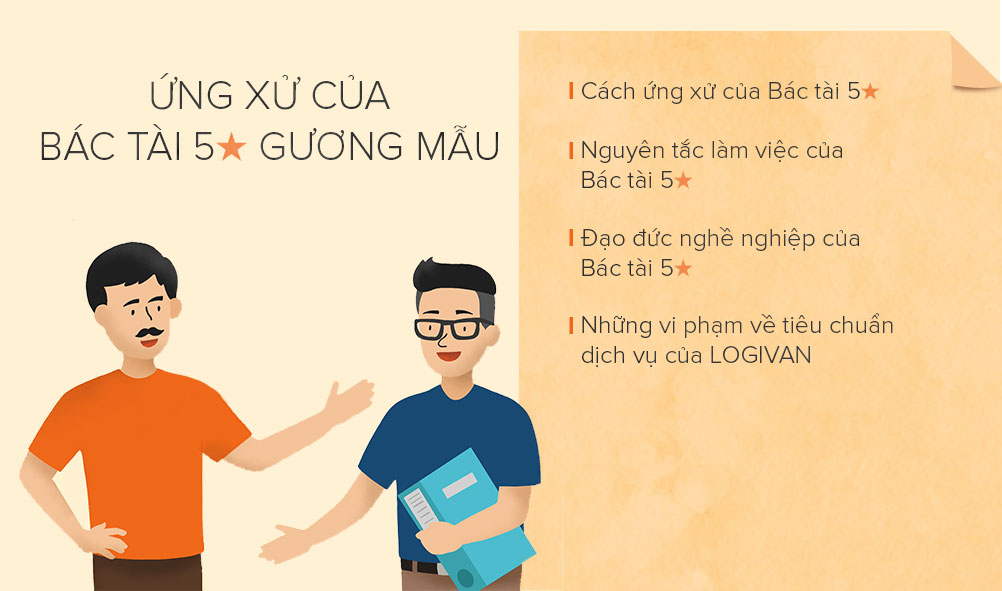 ỨNG XỬ CỦA
BÁC TÀI 5★ GƯƠNG MẪU
Cách ứng xử của Bác tài 5★
Nguyên tắc làm việc của
Bác tài 5★
Đạo đức nghề nghiệp của
Bác tài 5★
Những vi phạm về tiêu chuẩn
dịch vụ của LOGIVAN